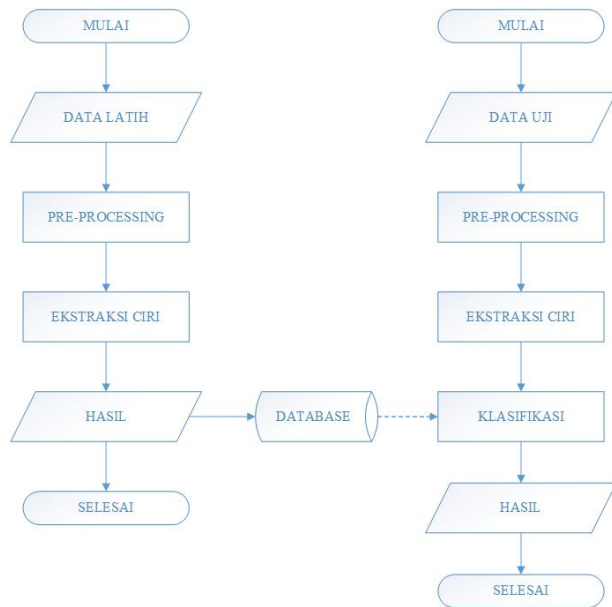 MULAI
DATA LATIH
PRE-PROCESSING
EKSTRAKSI CIRI
HASIL
SELESAI
DATABASE
MULAI
DATA UJI
PRE-PROCESSING
EKSTRAKSI CIRI
KLASIFIKASI
HASIL
SELESAI